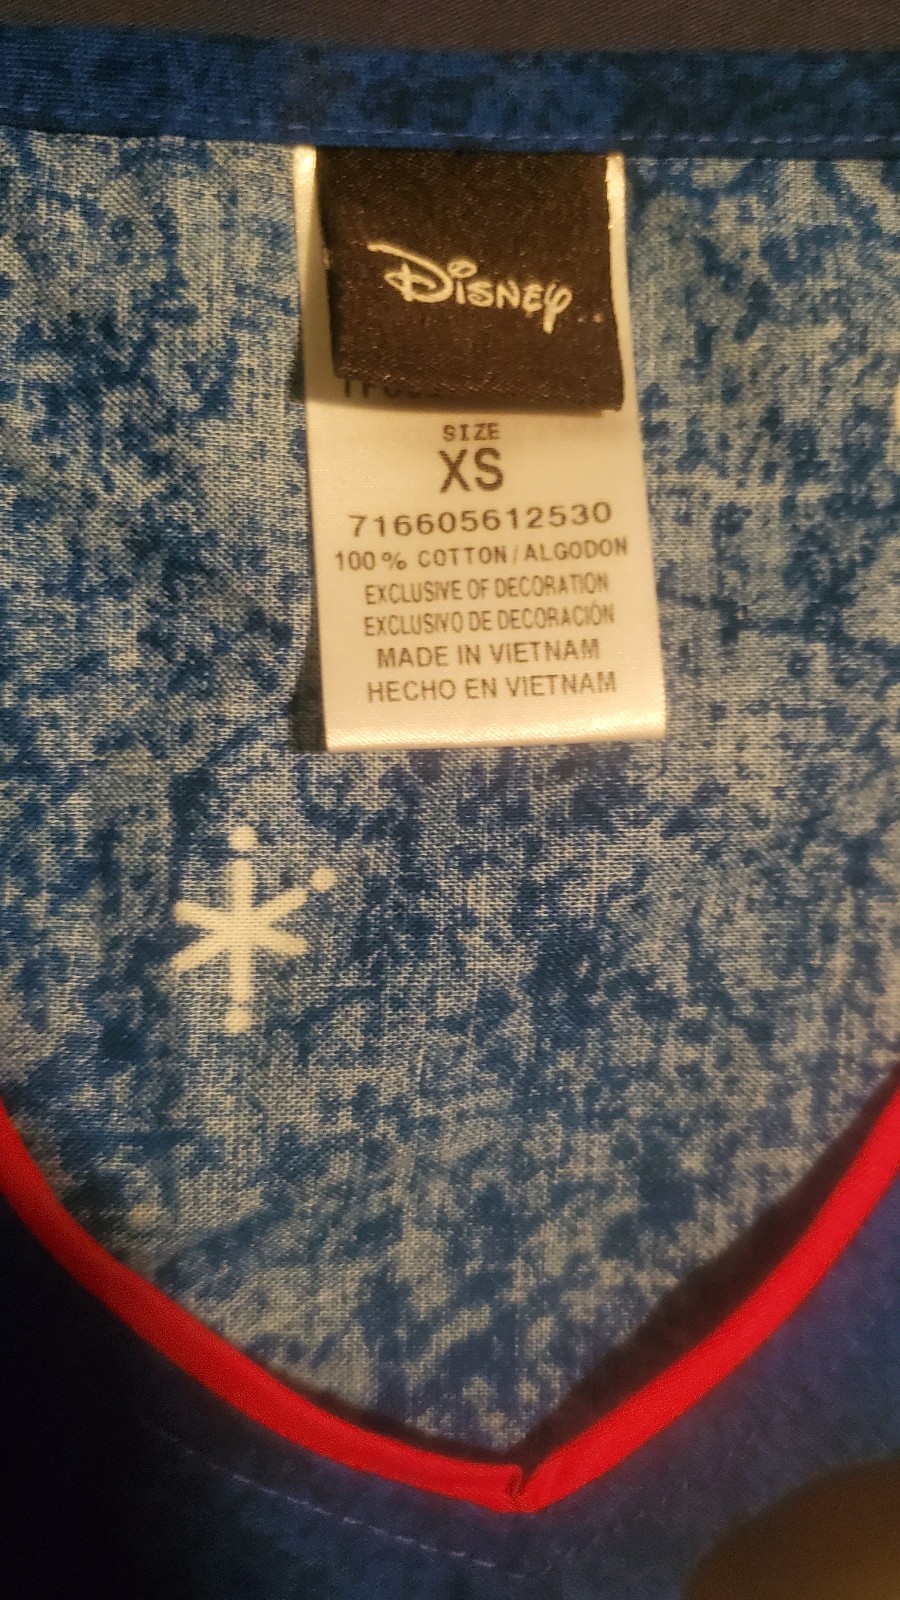 Disney
SIZE
XS
716605612530
100% COTTON/ALGODON
EXCLUSIVE OF DECORATION
EXCLUSIVO DE DECORACIÓN
MADE IN VIETNAM
HECHO EN VIETNAM